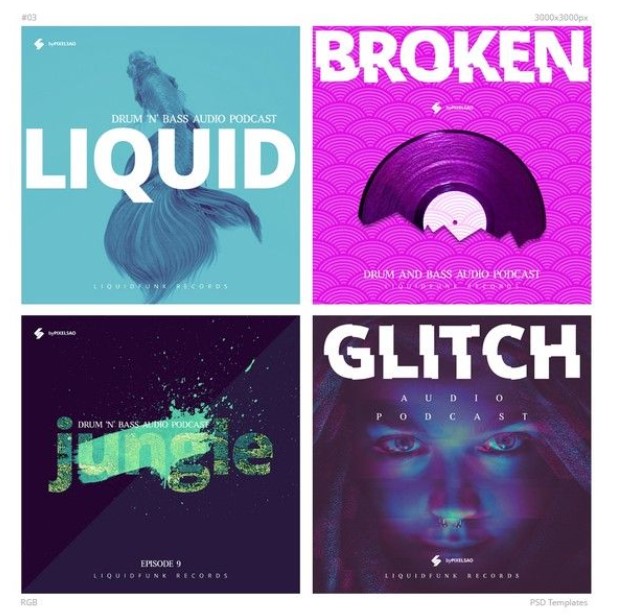 #03
3000x3000px
byPIXELSAO
DRUM 'N' BASS AUDIO PODCAST
LIQUID
LIQUIDFUNK RECORDS
BROKEN
byPIXELSAO
DRUM AND BASS AUDIO PODCAST
LIQUIDFUNK RECORDS
byPIXELSAO
DRUM 'N' BASS AUDIO PODCAST
jungle
EPISODE 9
LIQUIDFUNK RECORDS
GLITCH
AUDIO
PODCAST
byPIXELSAO
LIQUIDFUNK RECORDS
RGB
PSD Templates